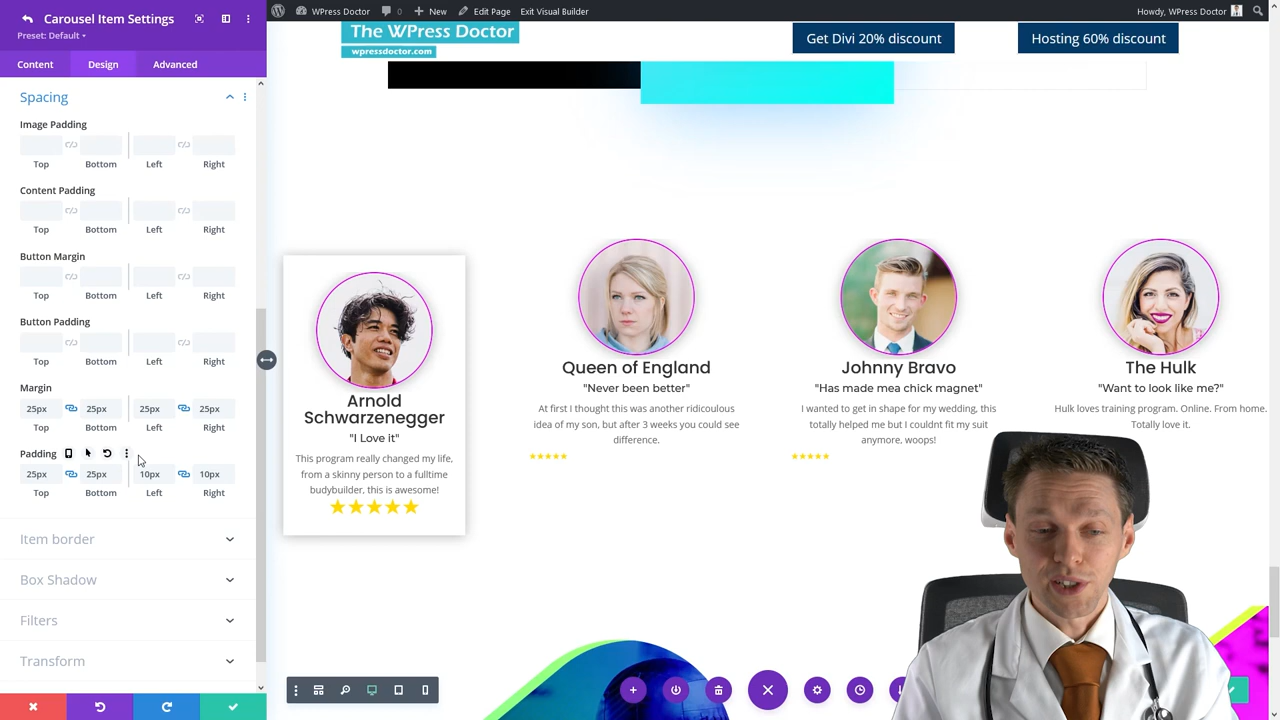 Carousel Item Settings
Preset: Default
Content
Design
Advanced
Spacing
Image Padding
Top
Bottom
Left
Right
Content Padding
Top
Bottom
Left
Right
Button Margin
Top
Bottom
Left
Right
Button Padding
Top
Bottom
Left
Right
Margin
25px
25px
25px
25px
Top
Bottom
Left
Right
Padding
25px
25px
10px
10px
Top
Bottom
Left
Right
Item border
Box Shadow
Filters
Transform
WPress Doctor
0
New
Edit Page
Exit Visual Builder
Howdy, WPress Doctor
The WPress Doctor
wpressdoctor.com
Get Divi 20% discount
Hosting 60% discount
Arnold
Schwarzenegger
"I Love it"
This program really changed my life,
from a skinny person to a fulltime
budybuilder, this is awesome!
Queen of England
"Never been better"
At first I thought this was another ridiculous
idea of my son, but after 3 weeks you could see
difference.
Johnny Bravo
"Has made mea chick magnet"
I wanted to get in shape for my wedding, this
totally helped me but I couldnt fit my suit
anymore, woops!
The Hulk
"Want to look like me?"
Hulk loves training program. Online. From home.
Totally love it.